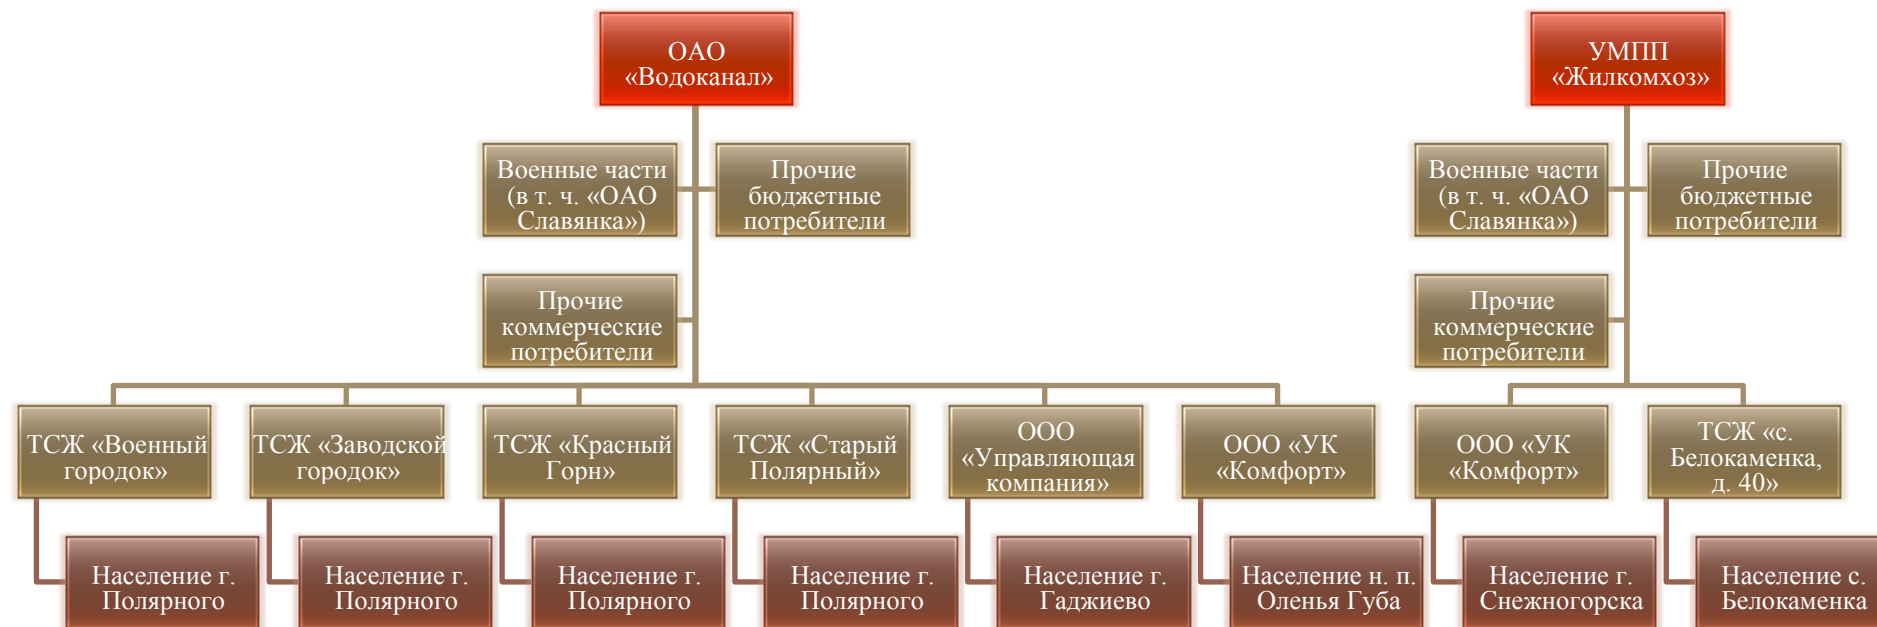 ОАО
«Водоканал»
УМПП
«Жилкомхоз»
Военные части
(в т. ч. «ОАО
Славянка»)
Прочие
бюджетные
потребители
Военные части
(в т. ч. «ОАО
Славянка»)
Прочие
бюджетные
потребители
Прочие
коммерческие
потребители
Прочие
коммерческие
потребители
ТСЖ «Военный
городок»
ТСЖ «Заводской
городок»
ТСЖ «Красный
Горн»
ТСЖ «Старый
Полярный»
ООО
«Управляющая
компания»
ООО «УК
«Комфорт»
ООО «УК
«Комфорт»
ТСЖ «с.
Белокаменка,
д. 40»
Население г.
Полярного
Население г.
Полярного
Население г.
Полярного
Население г.
Полярного
Население г.
Гаджиево
Население н. п.
Оленья Губа
Население г.
Снежногорска
Население с.
Белокаменка